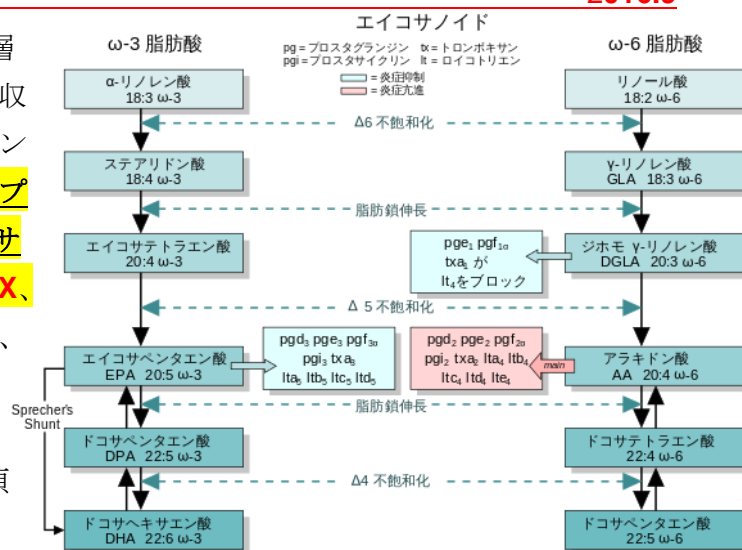 2016.6
層
収
ン
プ
サ
X、
、
エイコサノイド
pg = プロスタグランジン tx = トロンボキサン
pgi = プロスタサイクリン lt = ロイコトリエン
= 炎症抑制
= 炎症亢進
ω-3 脂肪酸
ω-6 脂肪酸
α-リノレン酸
18:3 ω-3
リノール酸
18:2 ω-6
Δ6 不飽和化
ステアリドン酸
18:4 ω-3
γ-リノレン酸
GLA 18:3 ω-6
脂肪鎖伸長
エイコサテトラエン酸
20:4 ω-3
pge₁ pgf₁α
txa₁ が
lt₄をブロック
ジホモ γ-リノレン酸
DGLA 20:3 ω-6
Δ 5 不飽和化
エイコサペンタエン酸
EPA 20:5 ω-3
pgd₃ pge₃ pgf₃α
pgi₃ txa₃
lta₅ ltb₅ ltc₅ ltd₅
pgd₂ pge₂ pgf₂α
pgi₂ txa₂ lta₄ ltb₄
ltc₄ ltd₄ lte₄
main
アラキドン酸
AA 20:4 ω-6
脂肪鎖伸長
Sprecher's
Shunt
ドコサペンタエン酸
DPA 22:5 ω-3
ドコサテトラエン酸
22:4 ω-6
Δ4 不飽和化
ドコサヘキサエン酸
DHA 22:6 ω-3
ドコサペンタエン酸
22:5 ω-6